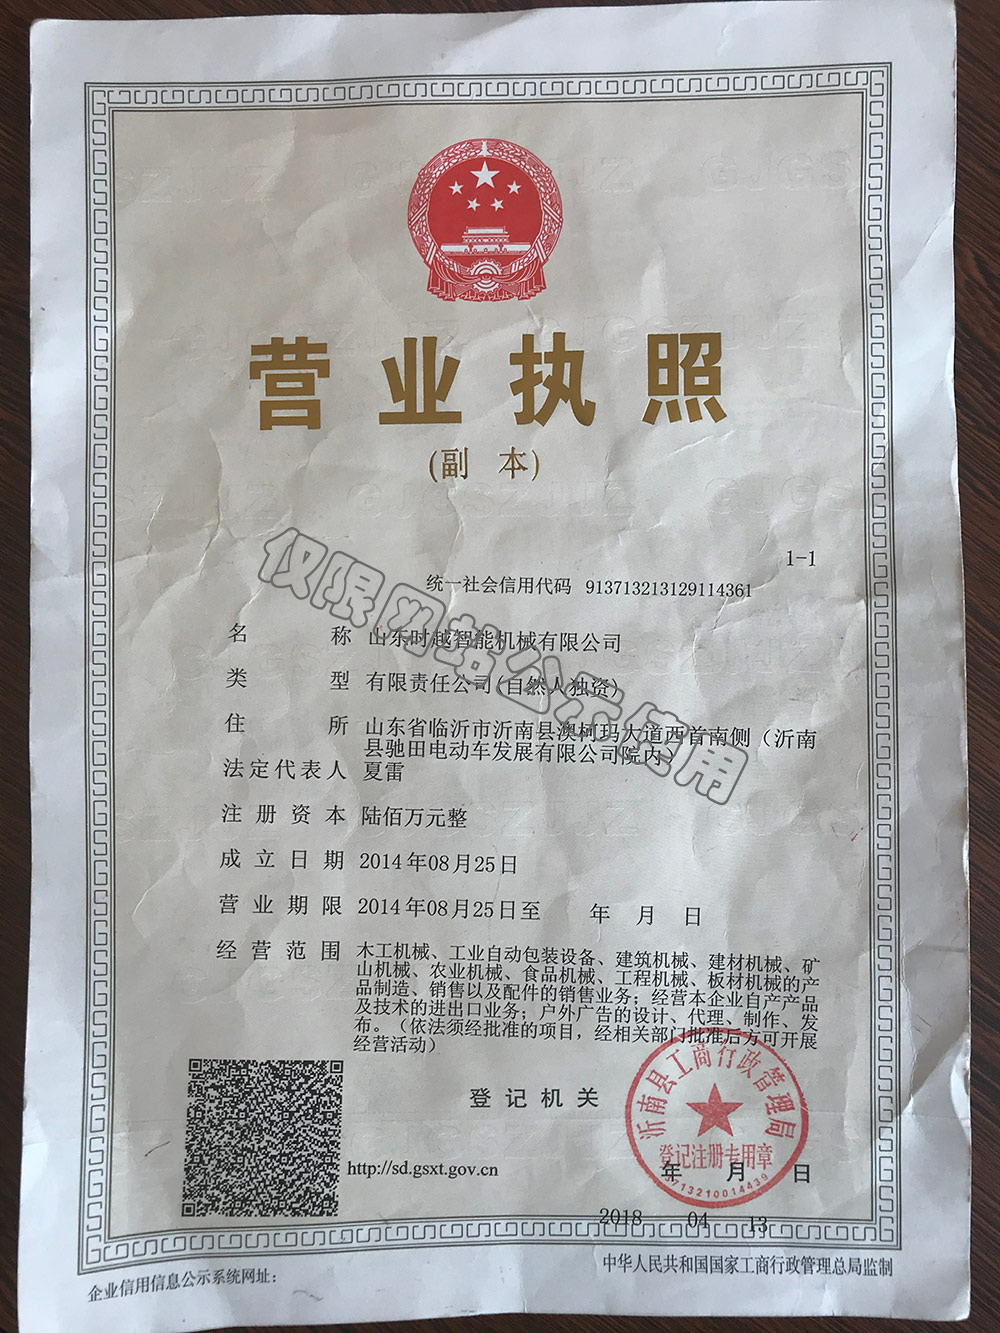 营业执照
(副 本)
1-1
统一社会信用代码 913713213129114361
名 称 山东时越智能机械有限公司
类 型 有限责任公司(自然人独资)
住 所 山东省临沂市沂南县澳柯玛大道西首南侧（沂南
县驰田电动车发展有限公司院内）
法定代表人 夏雷
注册资本 陆佰万元整
成立日期 2014年08月25日
营业期限 2014年08月25日至 年 月 日
经营范围 木工机械、工业自动包装设备、建筑机械、建材机械、矿
山机械、农业机械、食品机械、工程机械、板材机械的产
品制造、销售以及配件的销售业务；经营本企业自产产品
及技术的进出口业务；户外广告的设计、代理、制作、发
布。（依法须经批准的项目，经相关部门批准后方可开展
经营活动）
仅限网站公示使用
登记机关
沂南县工商行政管理局
登记注册专用章
3713210014439
http://sd.gsxt.gov.cn
年 月 日
2018 04 13
企业信用信息公示系统网址：
中华人民共和国国家工商行政管理总局监制